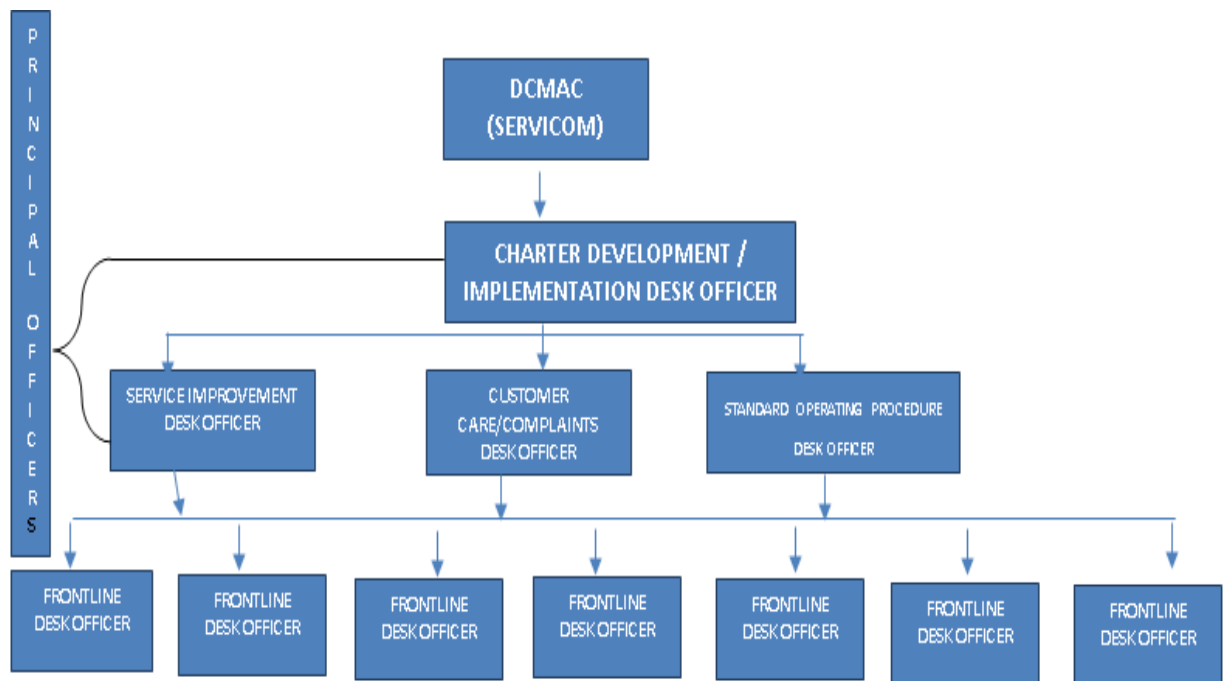 PRINCIPAL OFFICERS
DCMAC
(SERVICOM)
CHARTER DEVELOPMENT /
IMPLEMENTATION DESK OFFICER
SERVICE IMPROVEMENT
DESK OFFICER
CUSTOMER
CARE/COMPLAINTS
DESK OFFICER
STANDARD OPERATING PROCEDURE
DESK OFFICER
FRONTLINE
DESK OFFICER
FRONTLINE
DESK OFFICER
FRONTLINE
DESK OFFICER
FRONTLINE
DESK OFFICER
FRONTLINE
DESK OFFICER
FRONTLINE
DESK OFFICER
FRONTLINE
DESK OFFICER